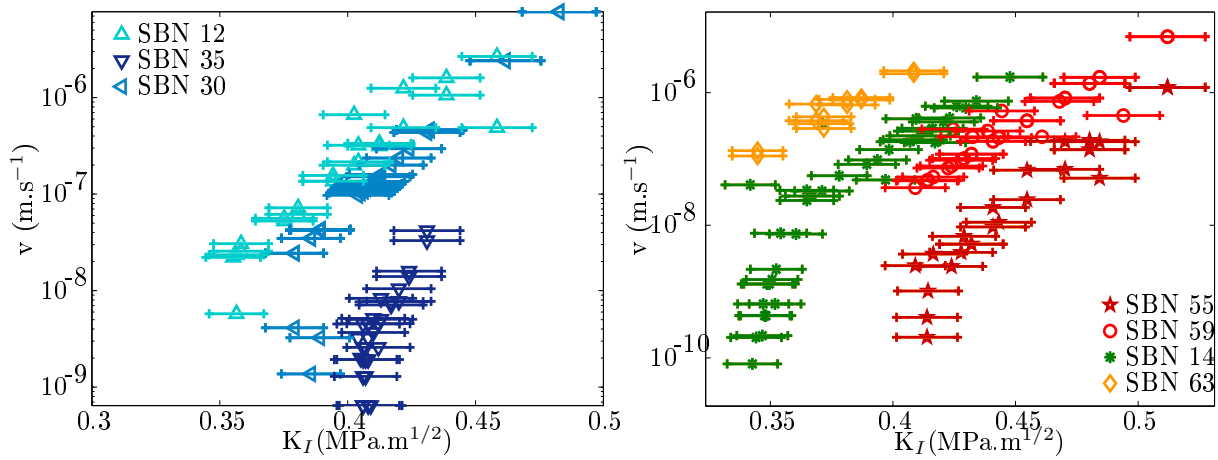 SBN 12
SBN 35
SBN 30
10⁻⁶
10⁻⁷
10⁻⁸
10⁻⁹
v (m.s⁻¹)
0.3 0.35 0.4 0.45 0.5
K_I(MPa.m^{1/2})
10⁻⁶
10⁻⁸
10⁻¹⁰
v (m.s⁻¹)
SBN 55
SBN 59
SBN 14
SBN 63
0.35 0.4 0.45 0.5
K_I(MPa.m^{1/2})